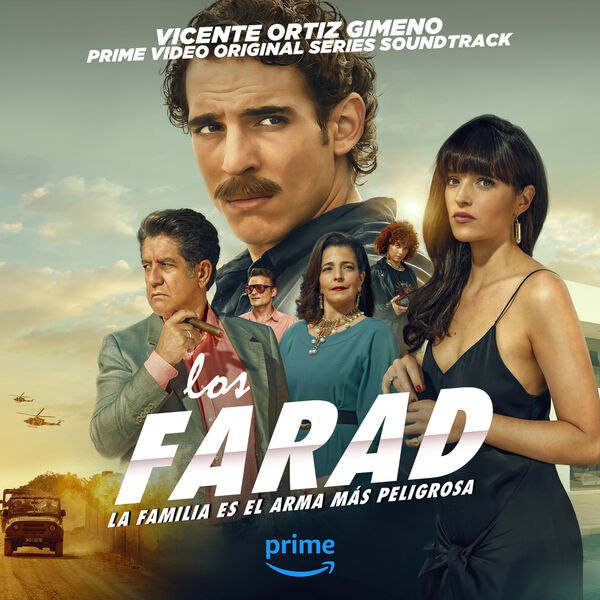 VICENTE ORTIZ GIMENO
PRIME VIDEO ORIGINAL SERIES SOUNDTRACK
los
FARAD
LA FAMILIA ES EL ARMA MÁS PELIGROSA
prime